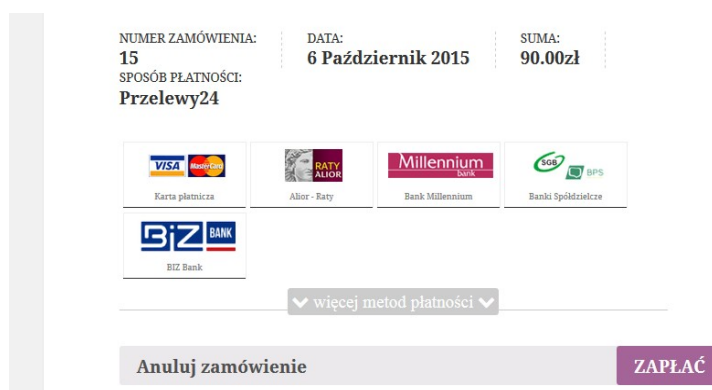 NUMER ZAMÓWIENIA:
15
DATA:
6 Październik 2015
SUMA:
90.00zł
SPOSÓB PŁATNOŚCI:
Przelewy24
VISA MasterCard
Karta płatnicza
RATY
ALIOR
Alior - Raty
Millennium
bank
Bank Millennium
SGB BPS
Banki Spółdzielcze
BiZ BANK
BIZ Bank
więcej metod płatności
Anuluj zamówienie
ZAPŁAĆ